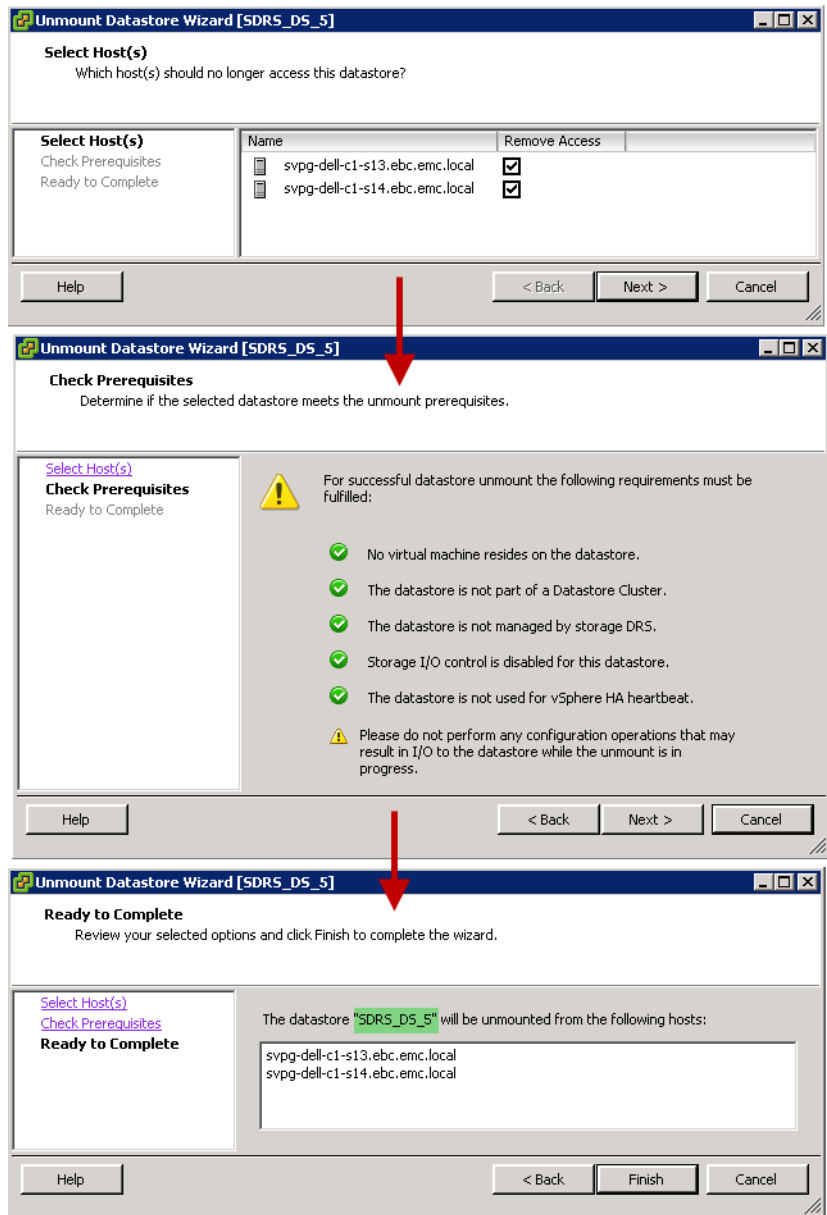 Unmount Datastore Wizard [SDRS_DS_5]
Select Host(s)
Which host(s) should no longer access this datastore?
Select Host(s)
Check Prerequisites
Ready to Complete
Name
Remove Access
svpg-dell-c1-s13.ebc.emc.local
svpg-dell-c1-s14.ebc.emc.local
Help
< Back
Next >
Cancel
Unmount Datastore Wizard [SDRS_DS_5]
Check Prerequisites
Determine if the selected datastore meets the unmount prerequisites.
Select Host(s)
Check Prerequisites
Ready to Complete
For successful datastore unmount the following requirements must be
fulfilled:
No virtual machine resides on the datastore.
The datastore is not part of a Datastore Cluster.
The datastore is not managed by storage DRS.
Storage I/O control is disabled for this datastore.
The datastore is not used for vSphere HA heartbeat.
Please do not perform any configuration operations that may
result in I/O to the datastore while the unmount is in
progress.
Help
< Back
Next >
Cancel
Unmount Datastore Wizard [SDRS_DS_5]
Ready to Complete
Review your selected options and click Finish to complete the wizard.
Select Host(s)
Check Prerequisites
Ready to Complete
The datastore "SDRS_DS_5" will be unmounted from the following hosts:
svpg-dell-c1-s13.ebc.emc.local
svpg-dell-c1-s14.ebc.emc.local
Help
< Back
Finish
Cancel